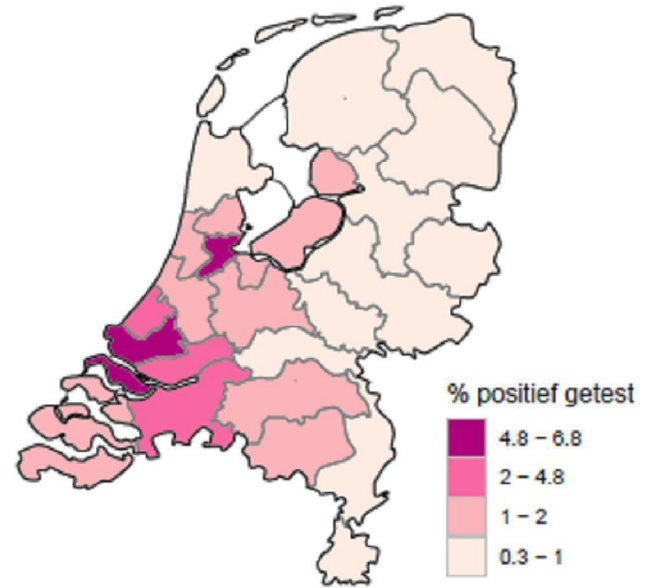 % positief getest
4.8 – 6.8
2 – 4.8
1 – 2
0.3 – 1